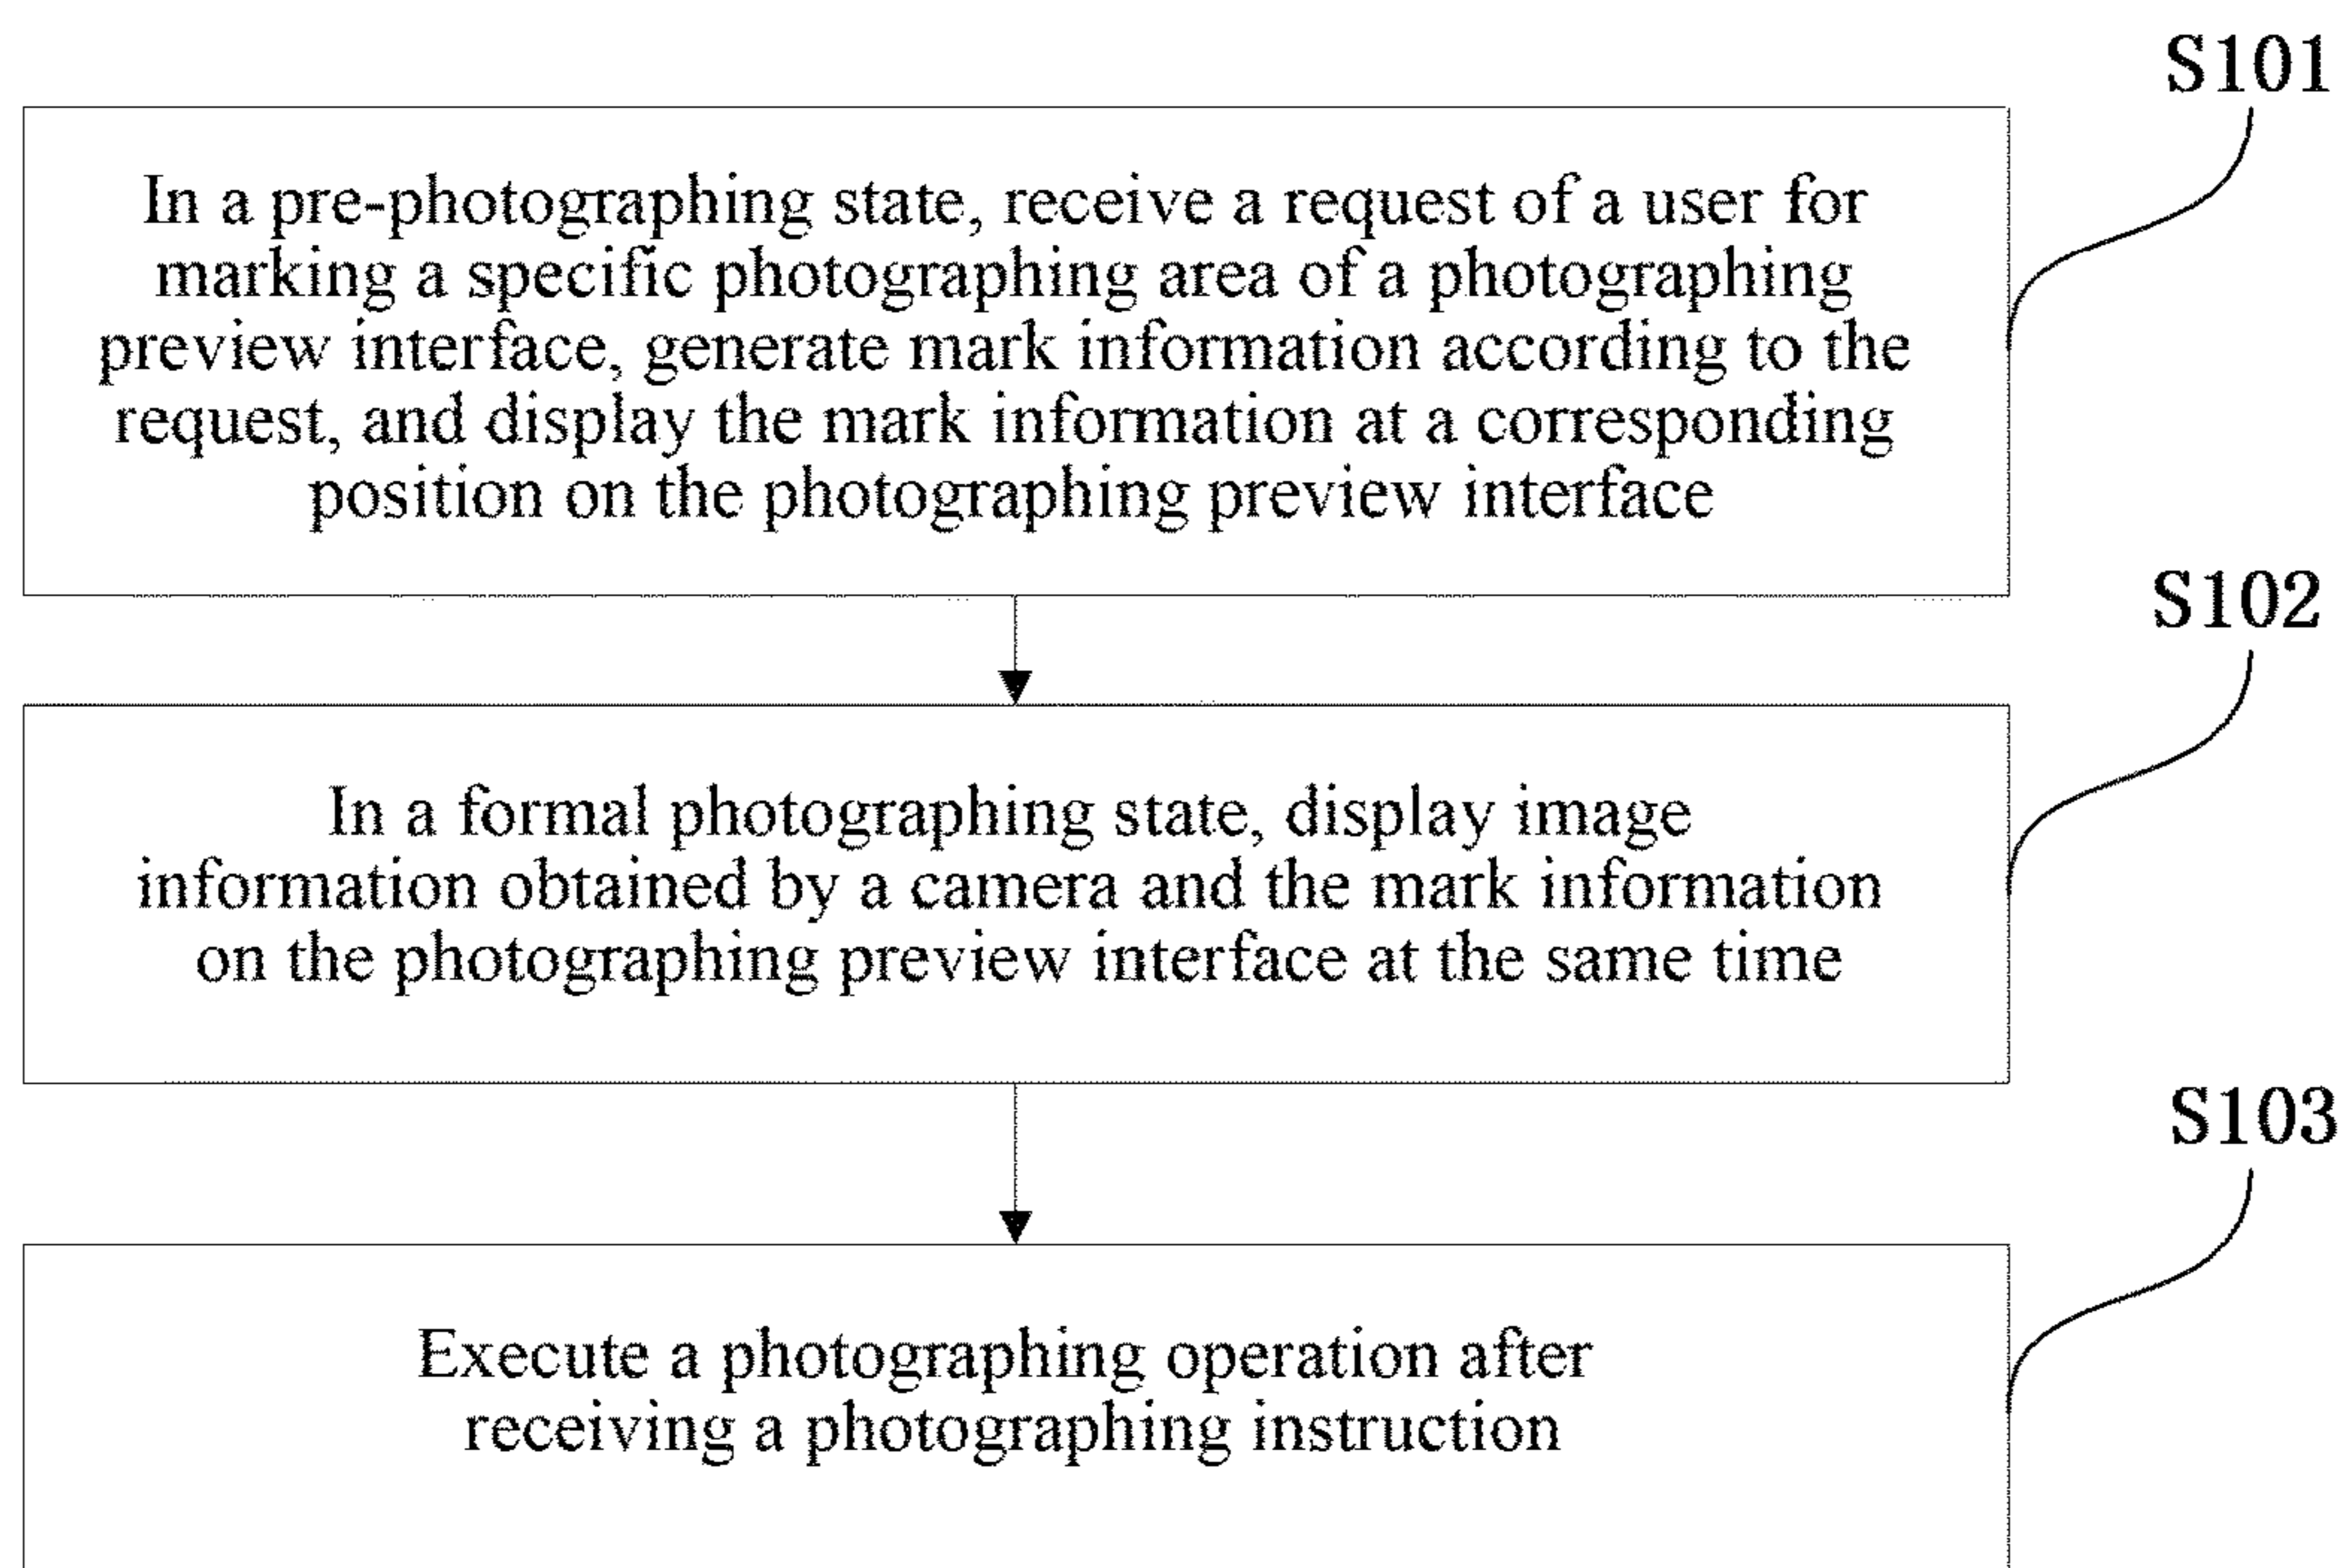 S101
In a pre-photographing state, receive a request of a user for
marking a specific photographing area of a photographing
preview interface, generate mark information according to the
request, and display the mark information at a corresponding
position on the photographing preview interface
S102
In a formal photographing state, display image
information obtained by a camera and the mark information
on the photographing preview interface at the same time
S103
Execute a photographing operation after
receiving a photographing instruction